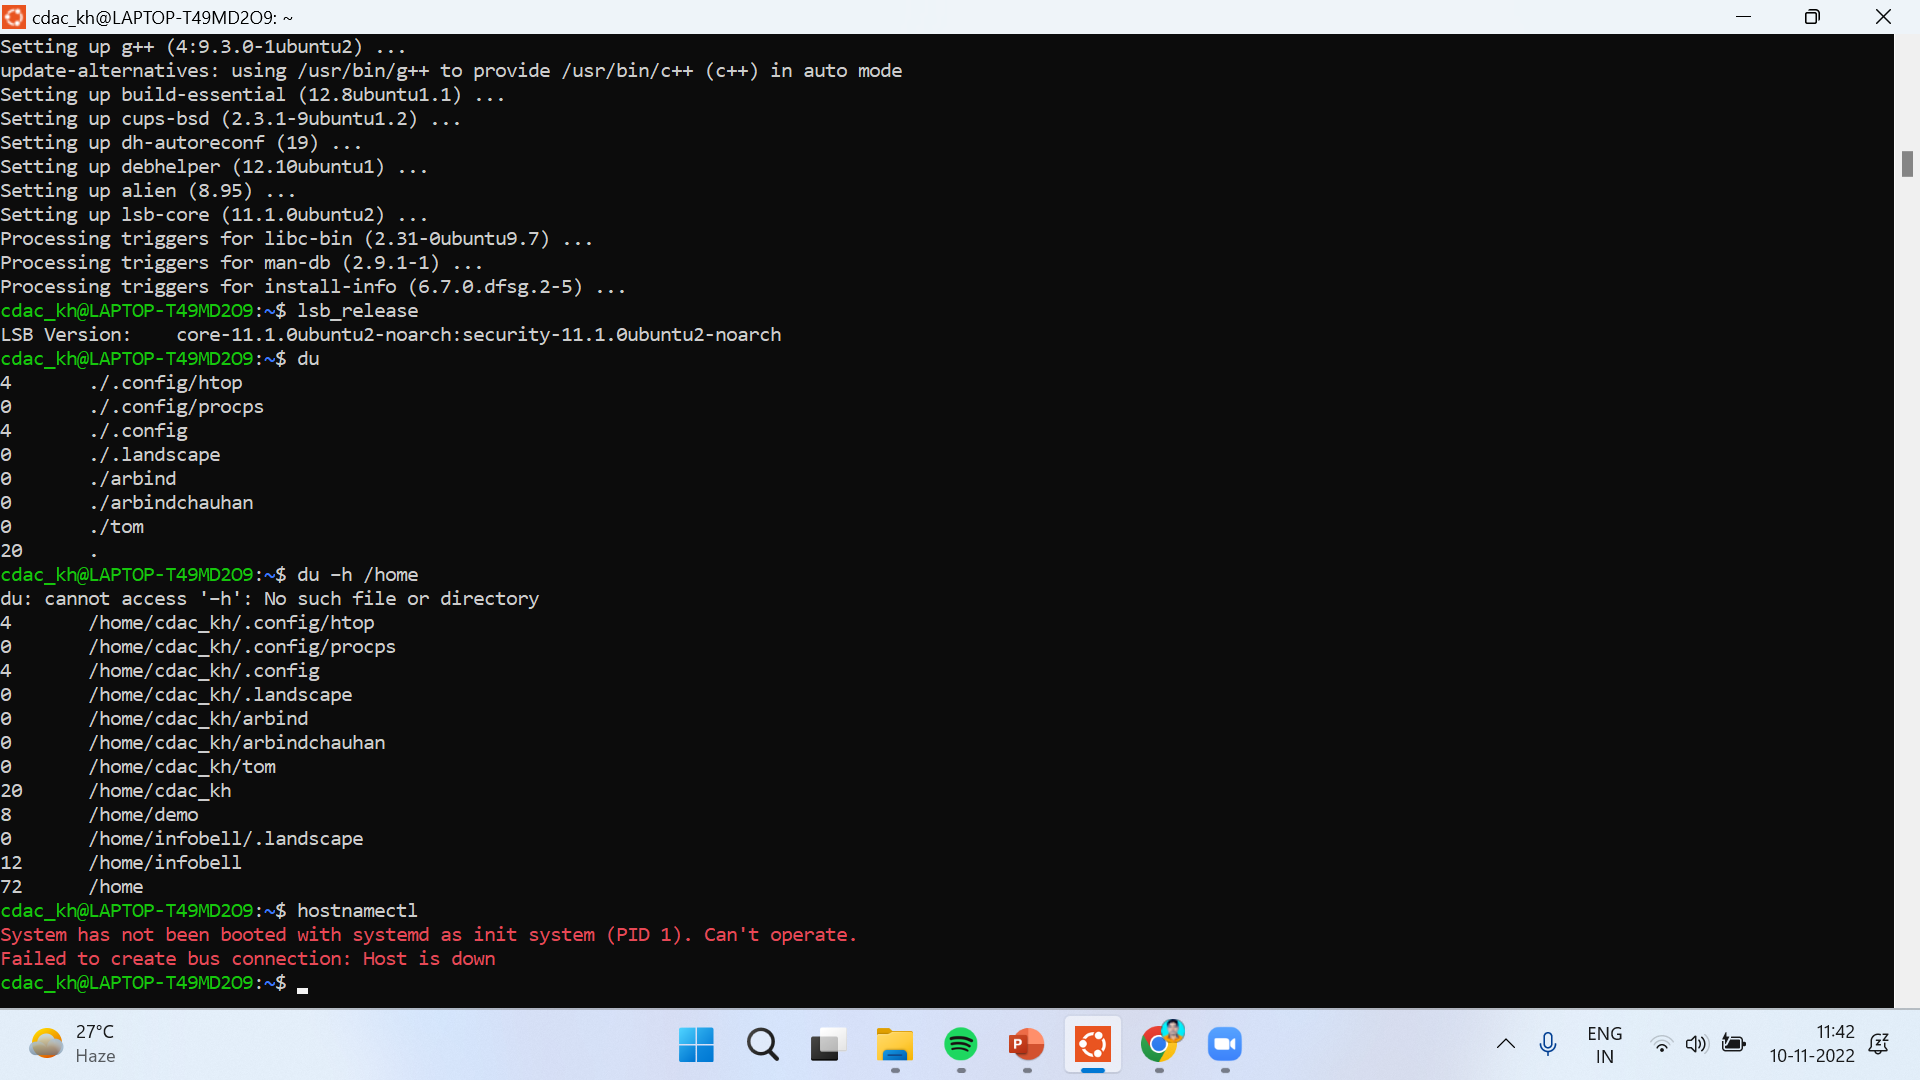 cdac_kh@LAPTOP-T49MD2O9: ~
Setting up g++ (4:9.3.0-1ubuntu2) ...
update-alternatives: using /usr/bin/g++ to provide /usr/bin/c++ (c++) in auto mode
Setting up build-essential (12.8ubuntu1.1) ...
Setting up cups-bsd (2.3.1-9ubuntu1.2) ...
Setting up dh-autoreconf (19) ...
Setting up debhelper (12.10ubuntu1) ...
Setting up alien (8.95) ...
Setting up lsb-core (11.1.0ubuntu2) ...
Processing triggers for libc-bin (2.31-0ubuntu9.7) ...
Processing triggers for man-db (2.9.1-1) ...
Processing triggers for install-info (6.7.0.dfsg.2-5) ...
cdac_kh@LAPTOP-T49MD2O9:~$ lsb_release
LSB Version:    core-11.1.0ubuntu2-noarch:security-11.1.0ubuntu2-noarch
cdac_kh@LAPTOP-T49MD2O9:~$ du
4       ./.config/htop
0       ./.config/procps
4       ./.config
0       ./.landscape
0       ./arbind
0       ./arbindchauhan
0       ./tom
20      .
cdac_kh@LAPTOP-T49MD2O9:~$ du –h /home
du: cannot access '–h': No such file or directory
4       /home/cdac_kh/.config/htop
0       /home/cdac_kh/.config/procps
4       /home/cdac_kh/.config
0       /home/cdac_kh/.landscape
0       /home/cdac_kh/arbind
0       /home/cdac_kh/arbindchauhan
0       /home/cdac_kh/tom
20      /home/cdac_kh
8       /home/demo
0       /home/infobell/.landscape
12      /home/infobell
72      /home
cdac_kh@LAPTOP-T49MD2O9:~$ hostnamectl
System has not been booted with systemd as init system (PID 1). Can't operate.
Failed to create bus connection: Host is down
cdac_kh@LAPTOP-T49MD2O9:~$
27°C
Haze
P
ENG
IN
11:42
10-11-2022